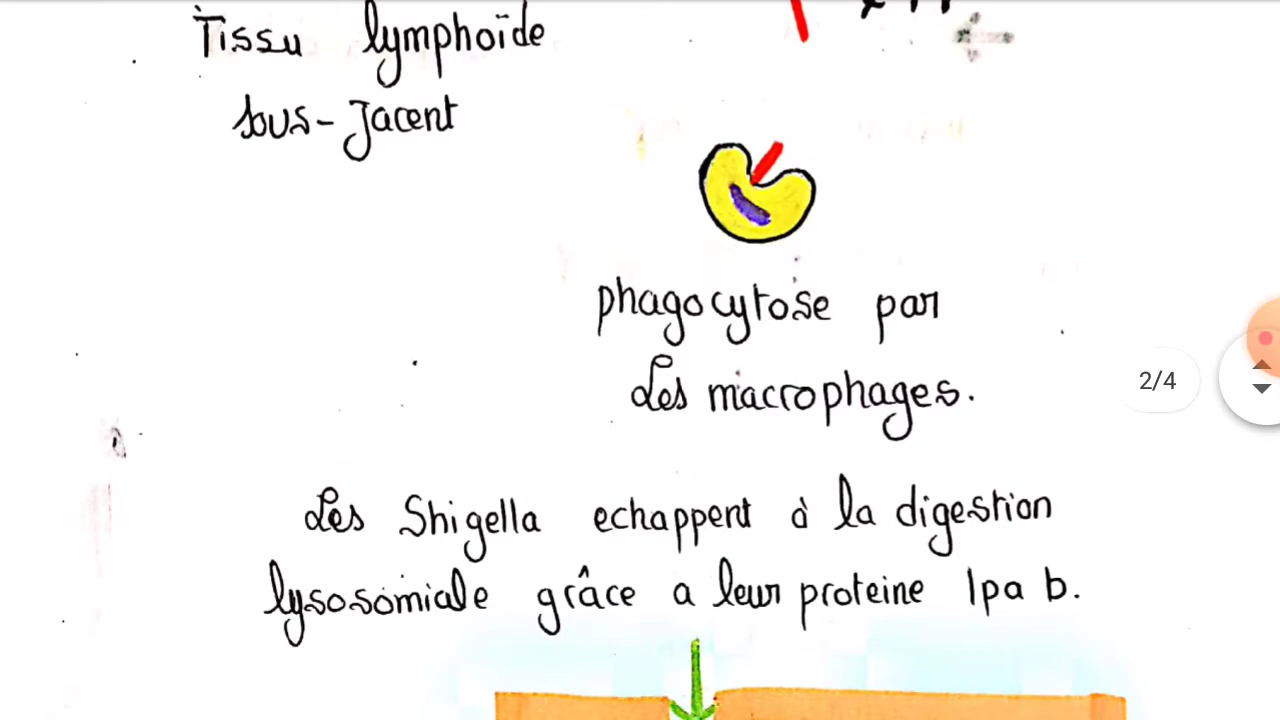 Tissu lymphoïde
sous-Jacent
phagocytose par
Les macrophages.
2/4
Les Shigella echappent à la digestion
lysosomiale grâce a leur proteine Ipa b.